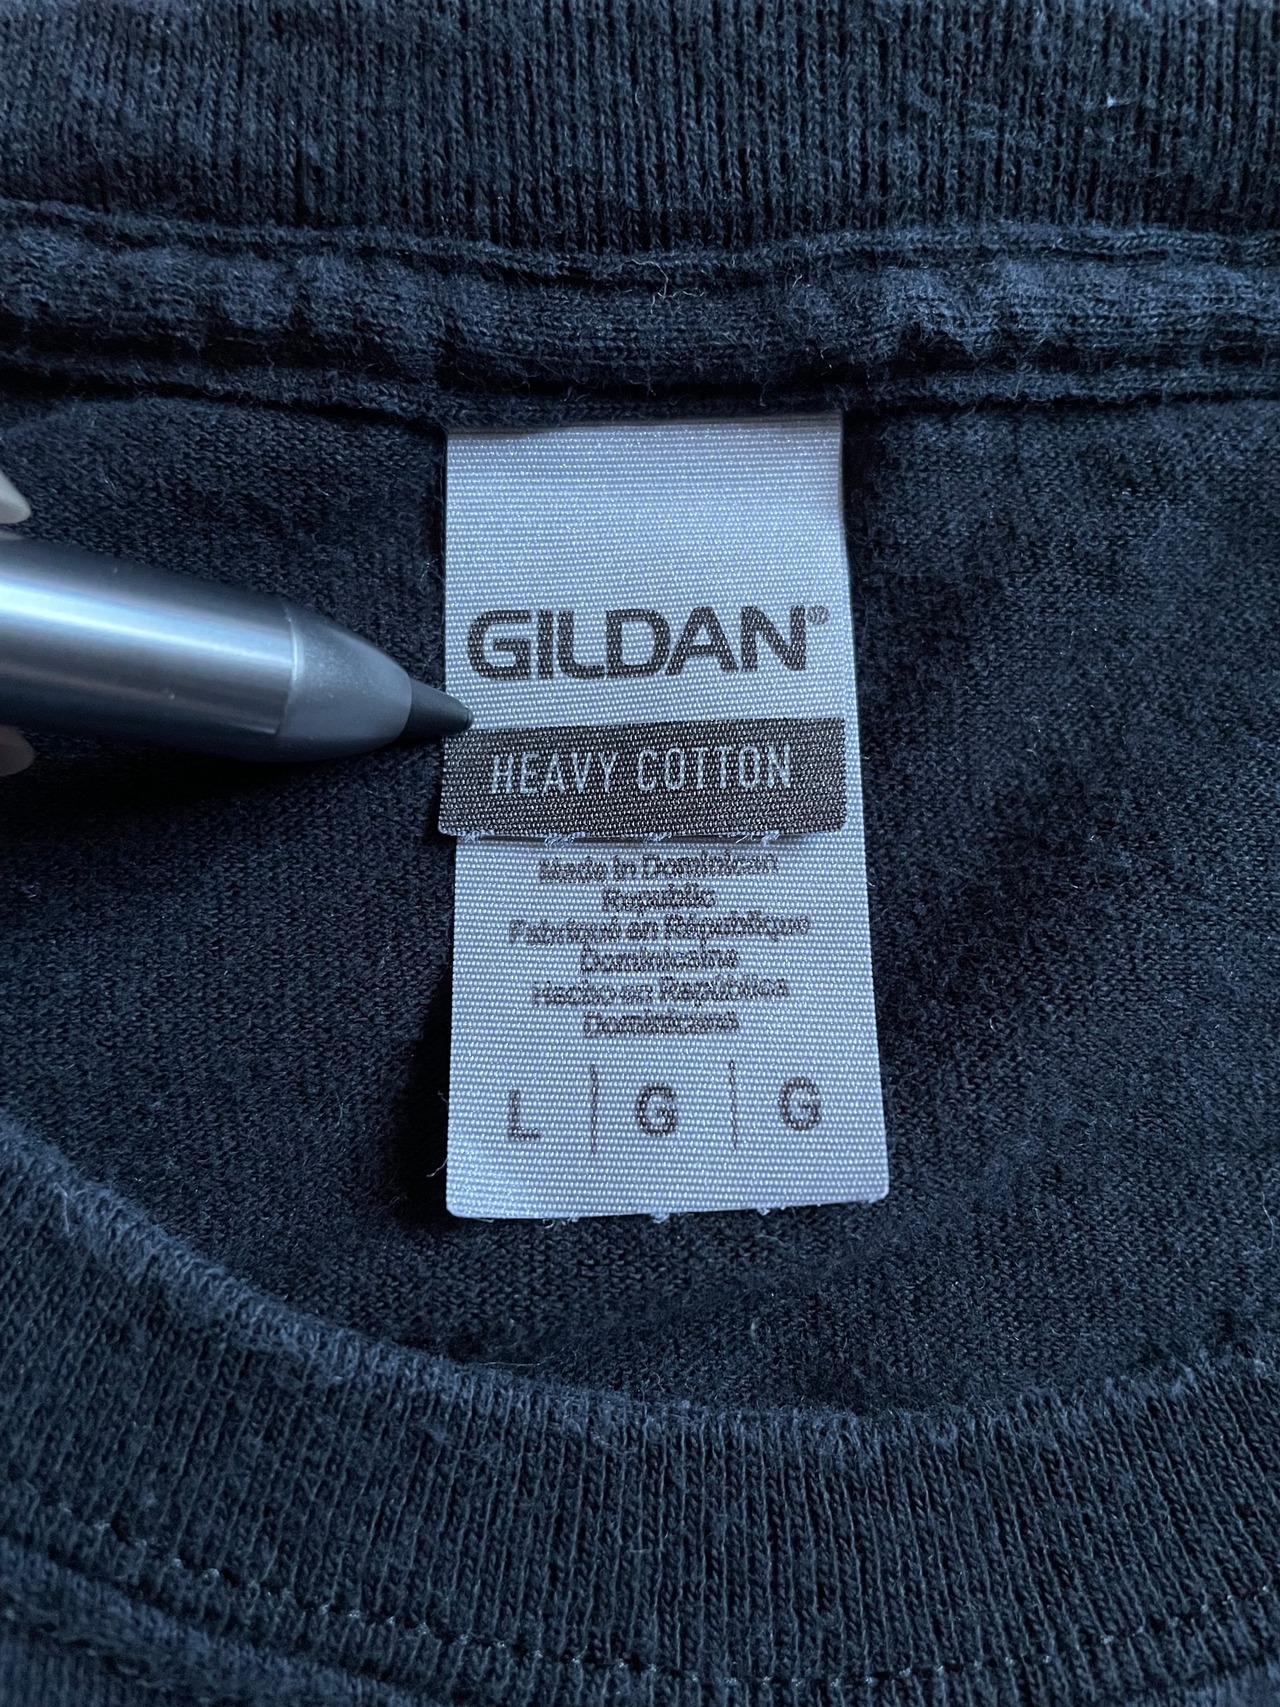 GILDAN®
HEAVY COTTON
Made in Dominican
Republic
Fabriqué en République
Dominicaine
Hecho en República
Dominicana
L | G | G